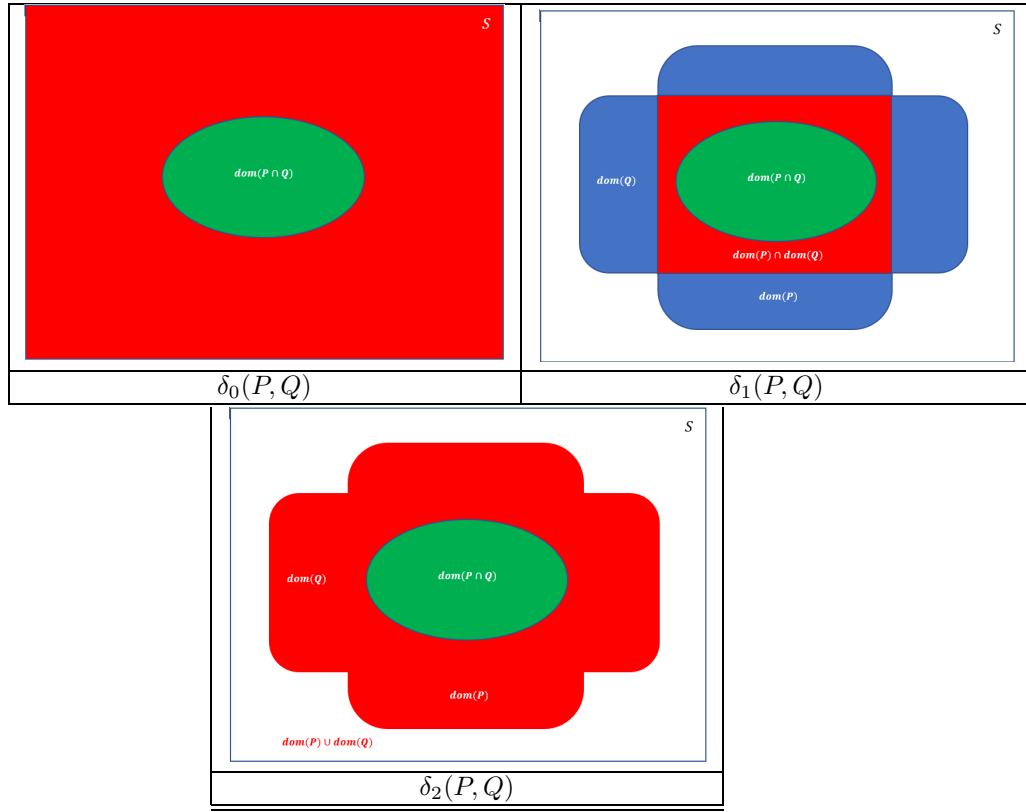 S
dom(P ∩ Q)
δ₀(P, Q)
S
dom(Q)
dom(P ∩ Q)
dom(P) ∩ dom(Q)
dom(P)
δ₁(P, Q)
S
dom(Q)
dom(P ∩ Q)
dom(P)
dom(P) ∪ dom(Q)
δ₂(P, Q)